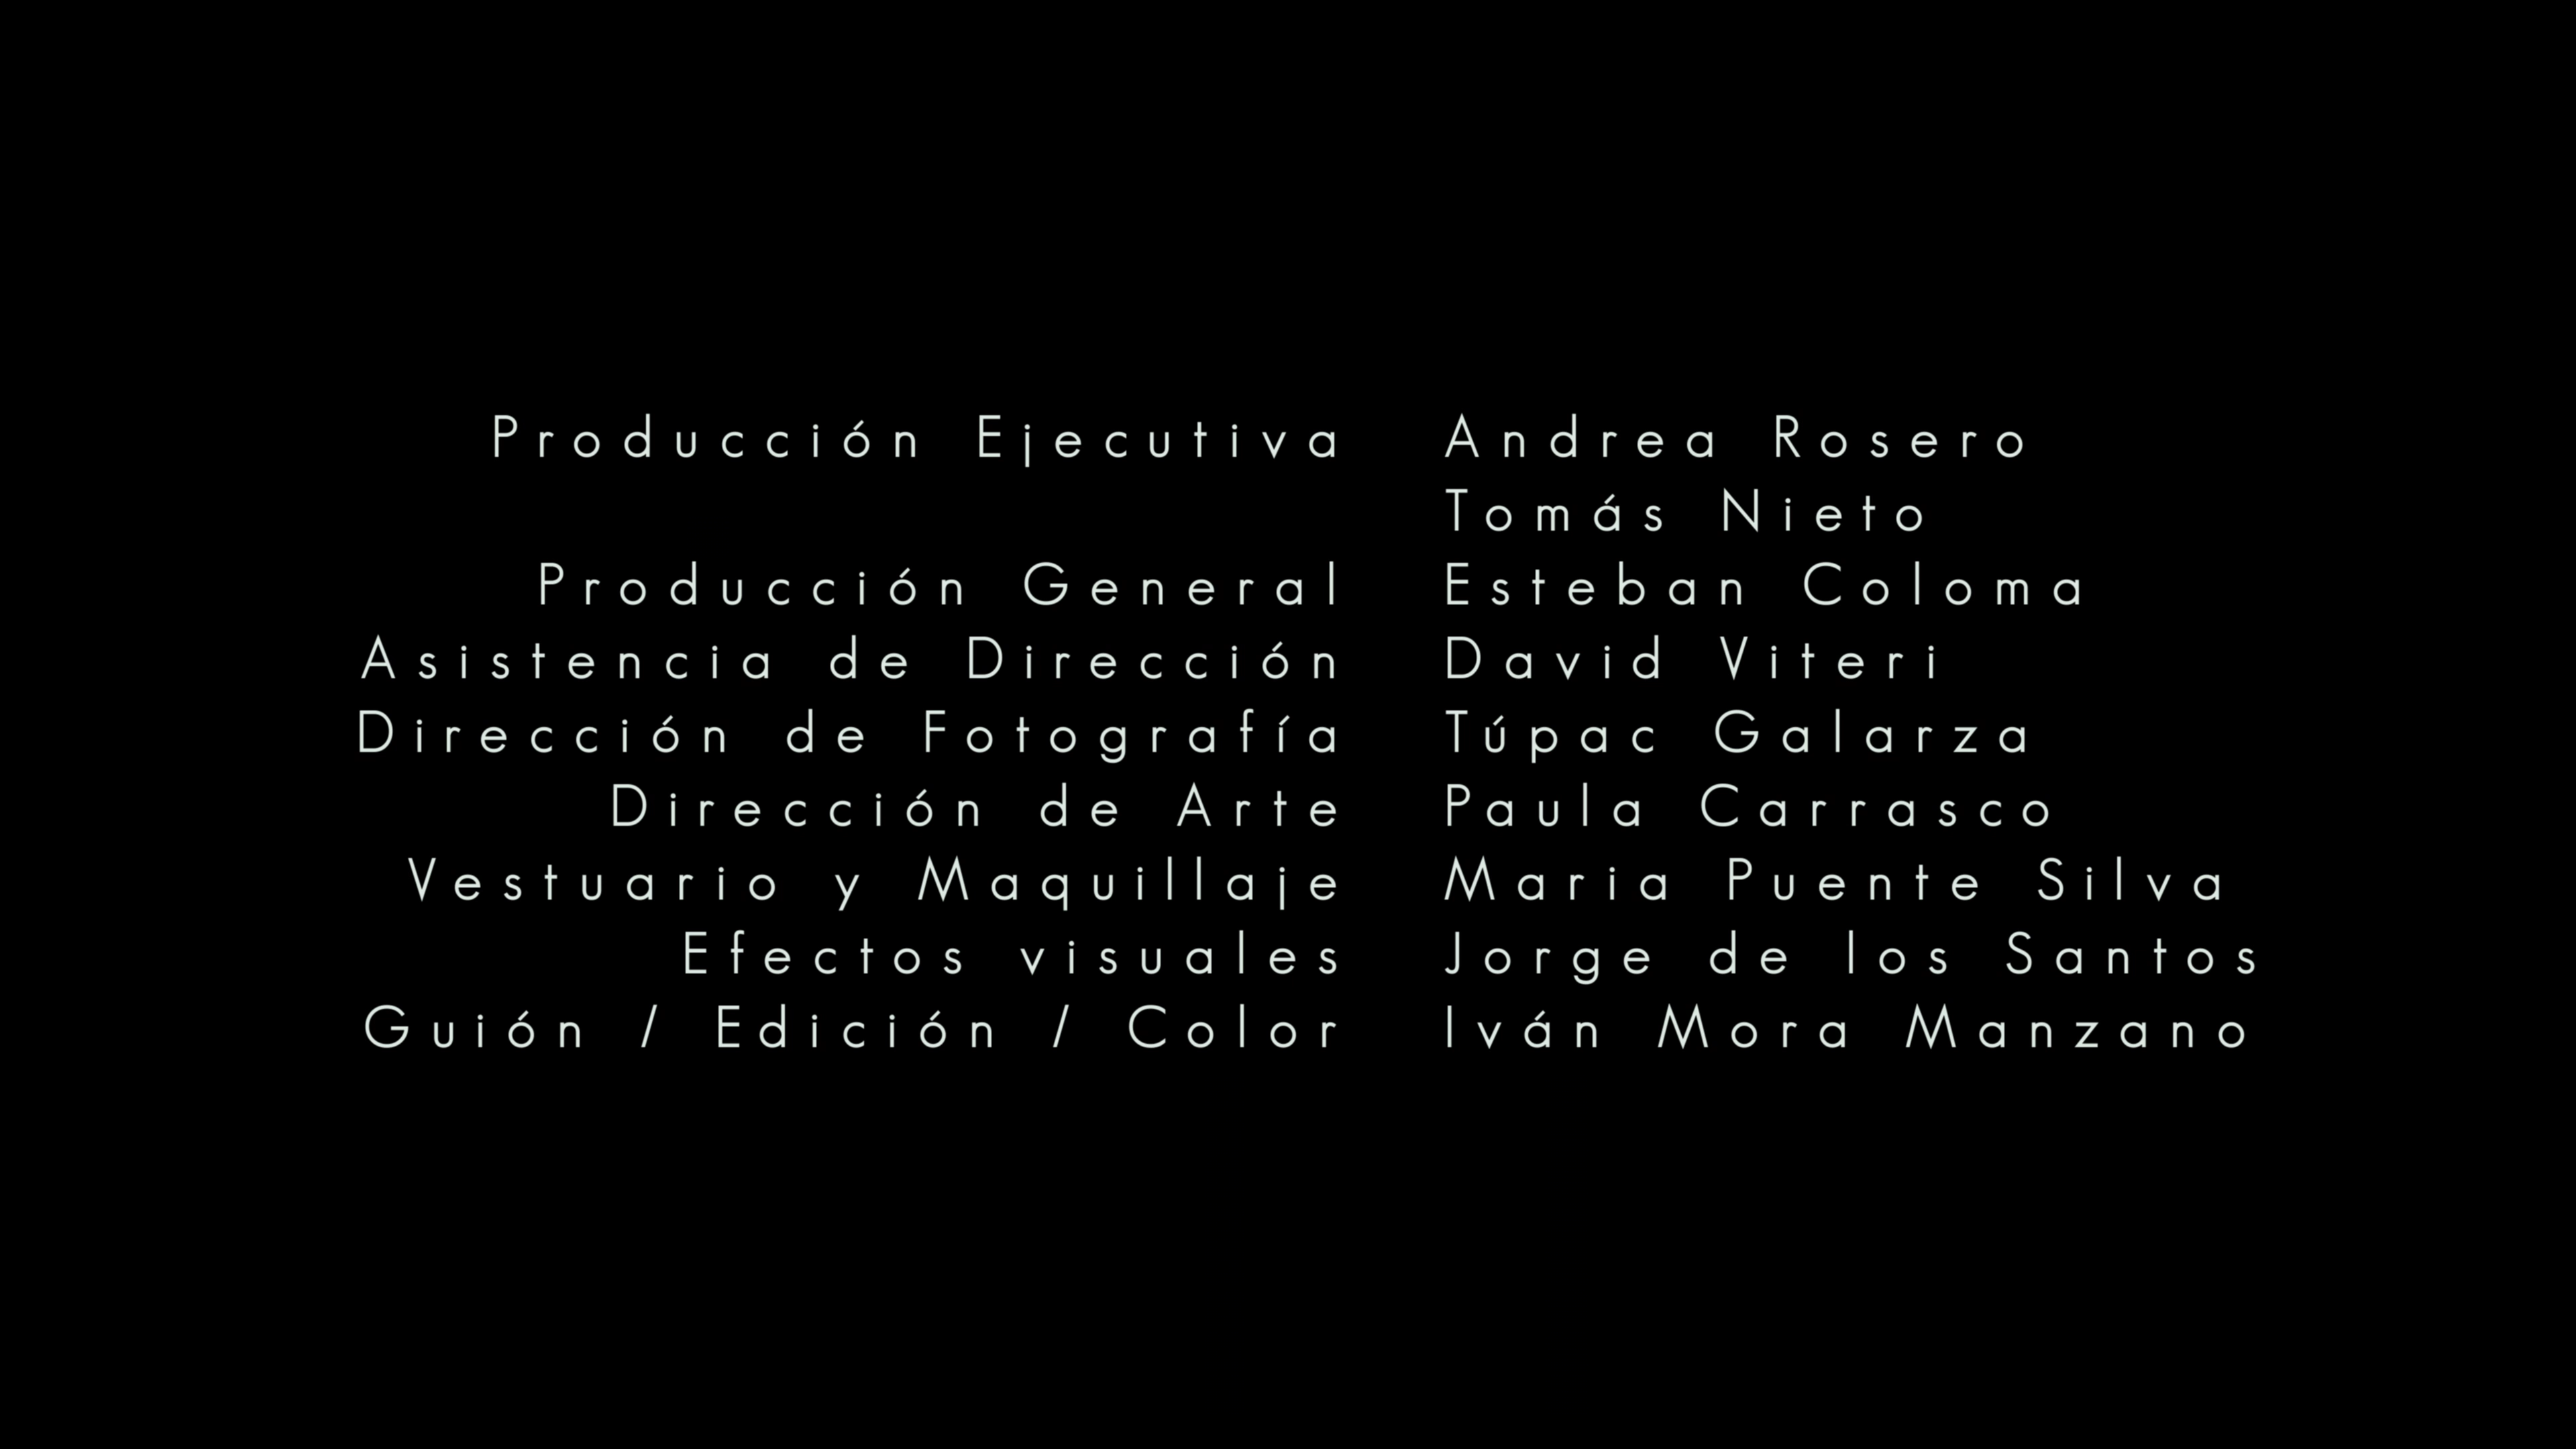 Producción Ejecutiva Andrea Rosero
Tomás Nieto
Producción General Esteban Coloma
Asistencia de Dirección David Viteri
Dirección de Fotografía Túpac Galarza
Dirección de Arte Paula Carrasco
Vestuario y Maquillaje Maria Puente Silva
Efectos visuales Jorge de los Santos
Guión / Edición / Color Iván Mora Manzano